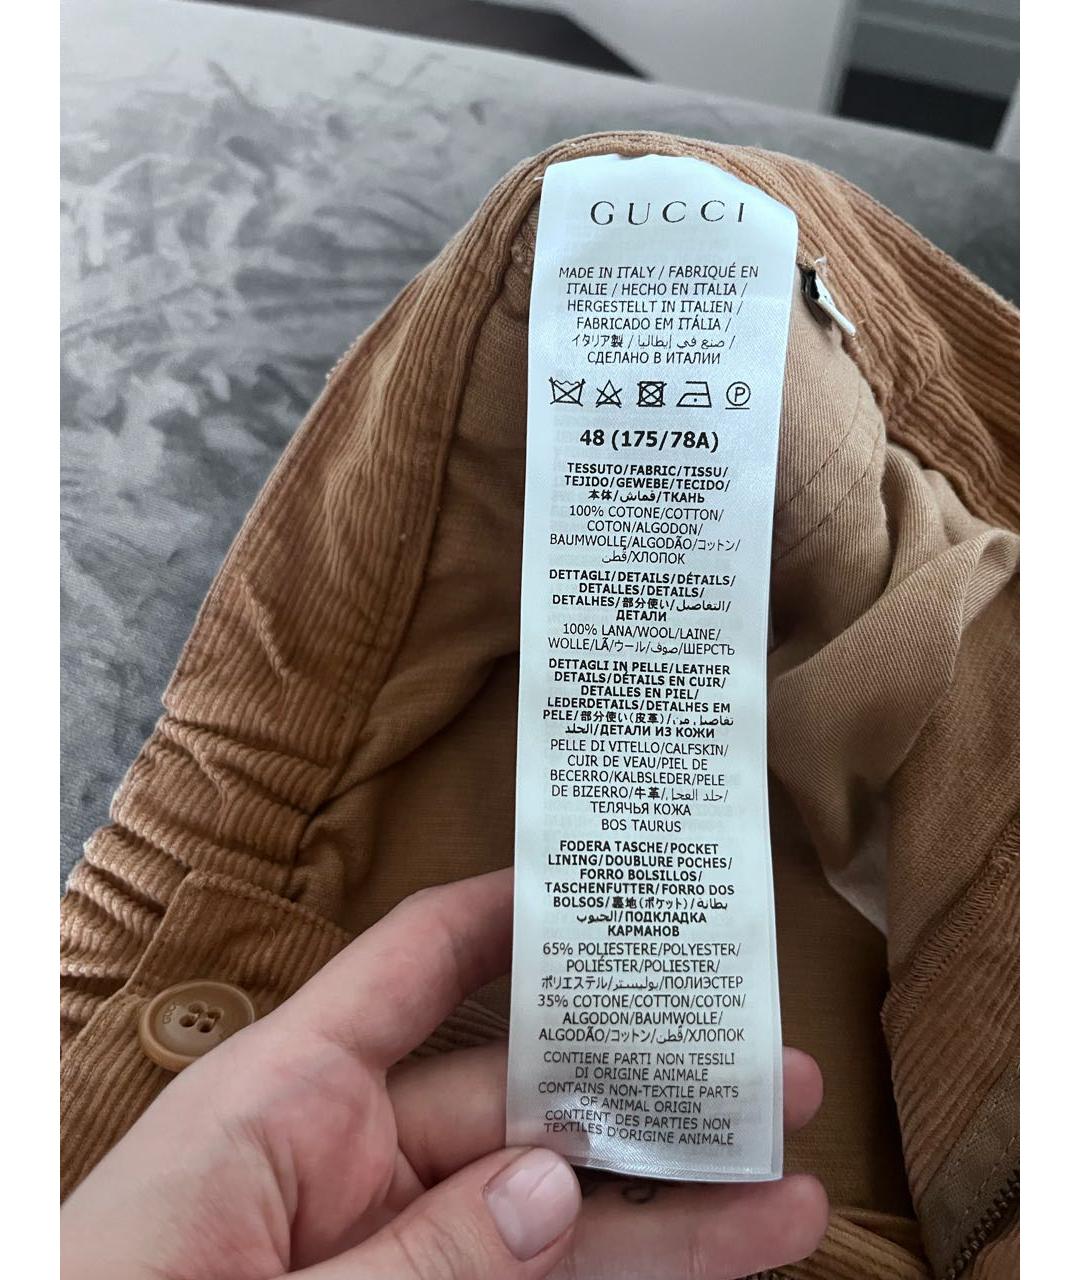 GUCCI
MADE IN ITALY / FABRIQUÉ EN
ITALIE / HECHO EN ITALIA /
HERGESTELLT IN ITALIEN /
FABRICADO EM ITÁLIA /
イタリア製 / صنع في إيطاليا /
СДЕЛАНО В ИТАЛИИ
P
48 (175/78A)
TESSUTO/FABRIC/TISSU/
TEJIDO/GEWEBE/TECIDO/
本体/قماش/ТКАНЬ
100% COTONE/COTTON/
COTON/ALGODON/
BAUMWOLLE/ALGODÃO/コットン/
قُطن/ХЛОПОК
DETTAGLI/DETAILS/DÉTAILS/
DETALLES/DETAILS/
DETALHES/部分使い/التفاصيل/
ДЕТАЛИ
100% LANA/WOOL/LAINE/
WOLLE/LÃ/ウール/صوف/ШЕРСТЬ
DETTAGLI IN PELLE/LEATHER
DETAILS/DÉTAILS EN CUIR/
DETALLES EN PIEL/
LEDERDETAILS/DETALHES EM
PELE/部分使い(皮革)/تفاصيل من
الجلد/ДЕТАЛИ ИЗ КОЖИ
PELLE DI VITELLO/CALFSKIN/
CUIR DE VEAU/PIEL DE
BECERRO/KALBSLEDER/PELE
DE BIZERRO/牛革/جلد العجل/
ТЕЛЯЧЬЯ КОЖА
BOS TAURUS
FODERA TASCHE/POCKET
LINING/DOUBLURE POCHES/
FORRO BOLSILLOS/
TASCHENFUTTER/FORRO DOS
BOLSOS/裏地(ポケット)/بطانة
الجيوب/ПОДКЛАДКА
КАРМАНОВ
65% POLIESTERE/POLYESTER/
POLIÉSTER/POLIESTER/
ポリエステル/بوليستر/ПОЛИЭСТЕР
35% COTONE/COTTON/COTON/
ALGODON/BAUMWOLLE/
ALGODÃO/コットン/قُطن/ХЛОПОК
CONTIENE PARTI NON TESSILI
DI ORIGINE ANIMALE
CONTAINS NON-TEXTILE PARTS
OF ANIMAL ORIGIN
CONTIENT DES PARTIES NON
TEXTILES D'ORIGINE ANIMALE